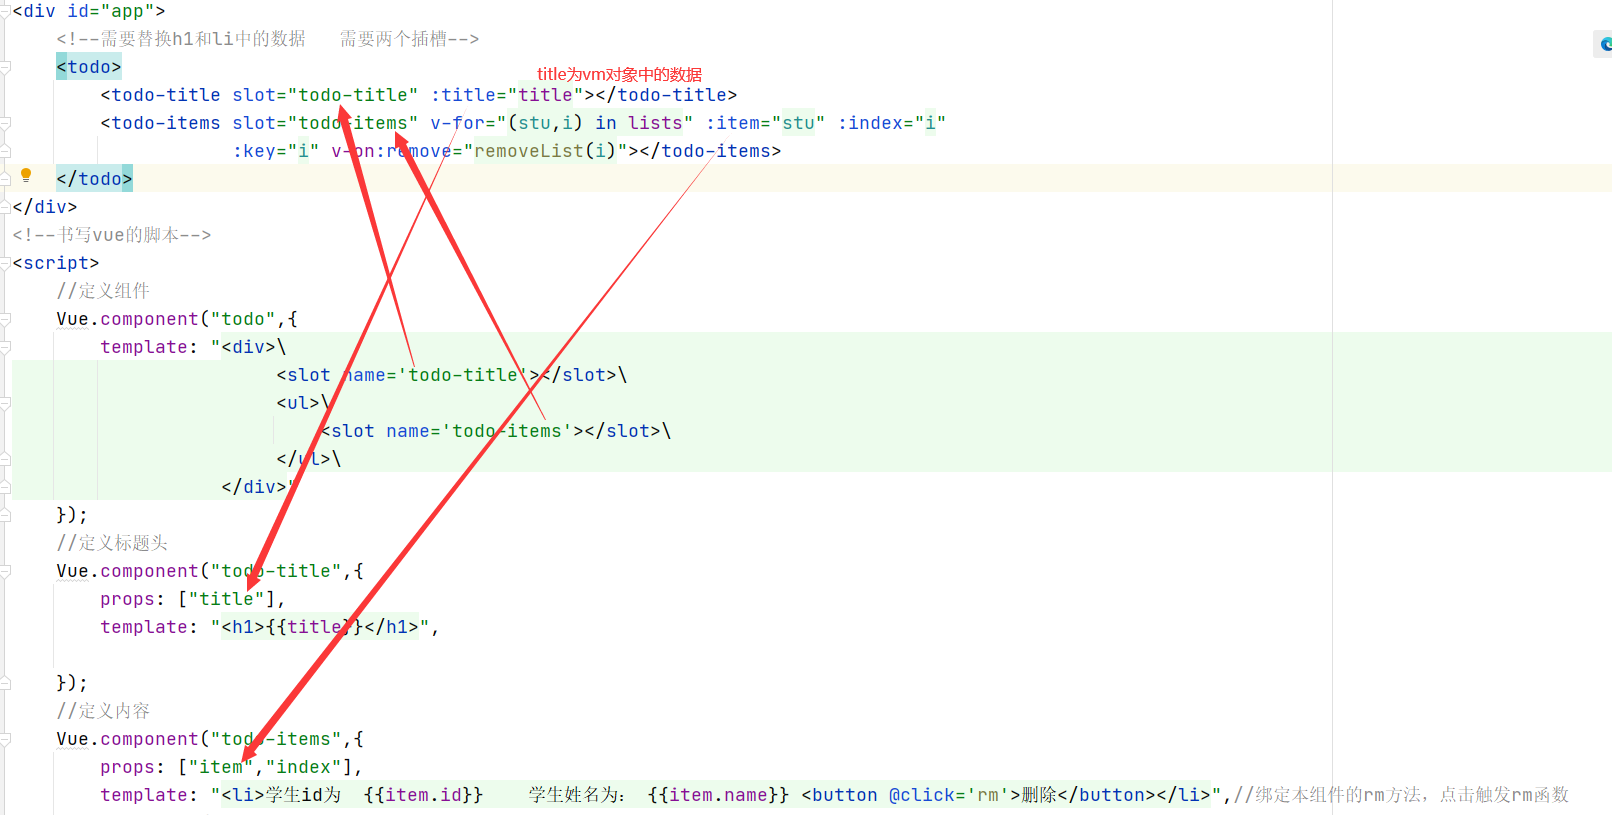 <div id="app">
<!--需要替换h1和li中的数据   需要两个插槽-->
<todo>
title为vm对象中的数据
<todo-title slot="todo-title" :title="title"></todo-title>
<todo-items slot="todo-items" v-for="(stu,i) in lists" :item="stu" :index="i"
:key="i" v-on:remove="removeList(i)"></todo-items>
</todo>
</div>
<!--书写vue的脚本-->
<script>
//定义组件
Vue.component("todo",{
template: "<div>\
<slot name='todo-title'></slot>\
<ul>\
<slot name='todo-items'></slot>\
</ul>\
</div>"
});
//定义标题头
Vue.component("todo-title",{
props: ["title"],
template: "<h1>{{title}}</h1>",
});
//定义内容
Vue.component("todo-items",{
props: ["item","index"],
template: "<li>学生id为  {{item.id}}    学生姓名为： {{item.name}} <button @click='rm'>删除</button></li>",//绑定本组件的rm方法，点击触发rm函数